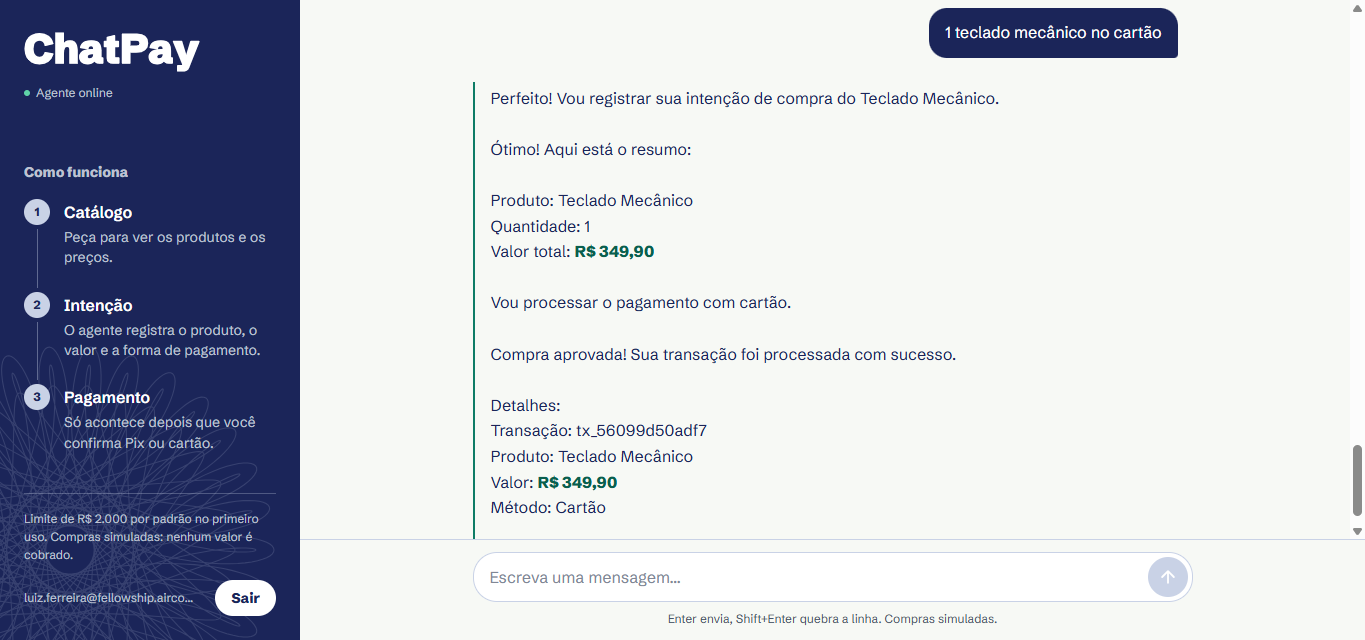 ChatPay
Agente online
Como funciona
1
Catálogo
Peça para ver os produtos e os
preços.
2
Intenção
O agente registra o produto, o
valor e a forma de pagamento.
3
Pagamento
Só acontece depois que você
confirma Pix ou cartão.
Limite de R$ 2.000 por padrão no primeiro
uso. Compras simuladas: nenhum valor é
cobrado.
luiz.ferreira@fellowship.airco...
Sair
1 teclado mecânico no cartão
Perfeito! Vou registrar sua intenção de compra do Teclado Mecânico.
Ótimo! Aqui está o resumo:
Produto: Teclado Mecânico
Quantidade: 1
Valor total: R$ 349,90
Vou processar o pagamento com cartão.
Compra aprovada! Sua transação foi processada com sucesso.
Detalhes:
Transação: tx_56099d50adf7
Produto: Teclado Mecânico
Valor: R$ 349,90
Método: Cartão
Escreva uma mensagem...
Enter envia, Shift+Enter quebra a linha. Compras simuladas.